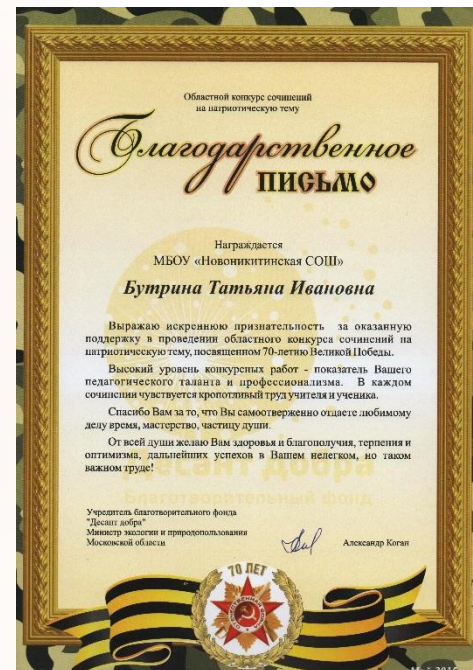 Областной конкурс сочинений
на патриотическую тему
Благодарственное
ПИСЬМО
Награждается
МБОУ «Новоникитинская СОШ»
Бутрина Татьяна Ивановна
Выражаю искреннюю признательность за оказанную
поддержку в проведении областного конкурса сочинений на
патриотическую тему, посвященном 70-летию Великой Победы.
Высокий уровень конкурсных работ - показатель Вашего
педагогического таланта и профессионализма. В каждом
сочинении чувствуется кропотливый труд учителя и ученика.
Спасибо Вам за то, что Вы самоотверженно отдаете любимому
делу время, мастерство, частицу души.
От всей души желаю Вам здоровья и благополучия, терпения и
оптимизма, дальнейших успехов в Вашем нелегком, но таком
важном труде!
Десант добра
Благотворительный фонд
Учредитель благотворительного фонда
"Десант добра"
Министр экологии и природопользования
Московской области
Александр Коган
70 ЛЕТ